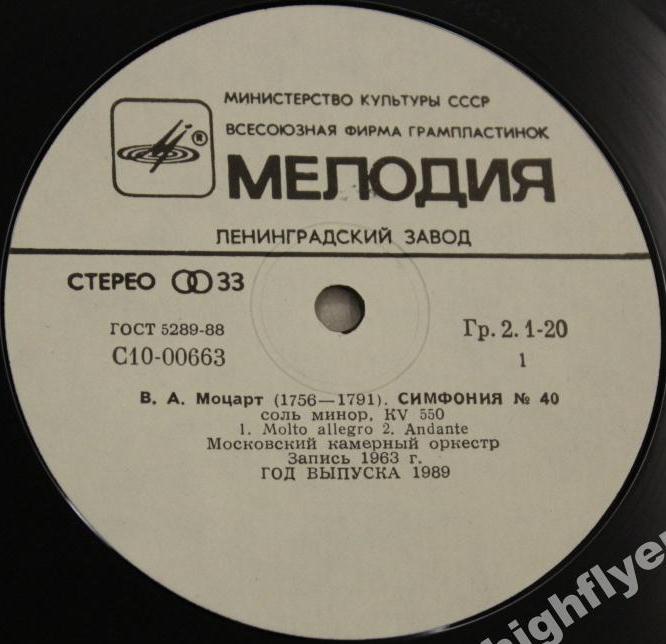 МИНИСТЕРСТВО КУЛЬТУРЫ СССР
ВСЕСОЮЗНАЯ ФИРМА ГРАМПЛАСТИНОК
®
МЕЛОДИЯ
ЛЕНИНГРАДСКИЙ ЗАВОД
СТЕРЕО 33
ГОСТ 5289-88
Гр. 2. 1-20
С10-00663
1
В. А. Моцарт (1756—1791). СИМФОНИЯ № 40
соль минор, KV 550
1. Molto allegro 2. Andante
Московский камерный оркестр
Запись 1963 г.
ГОД ВЫПУСКА 1989